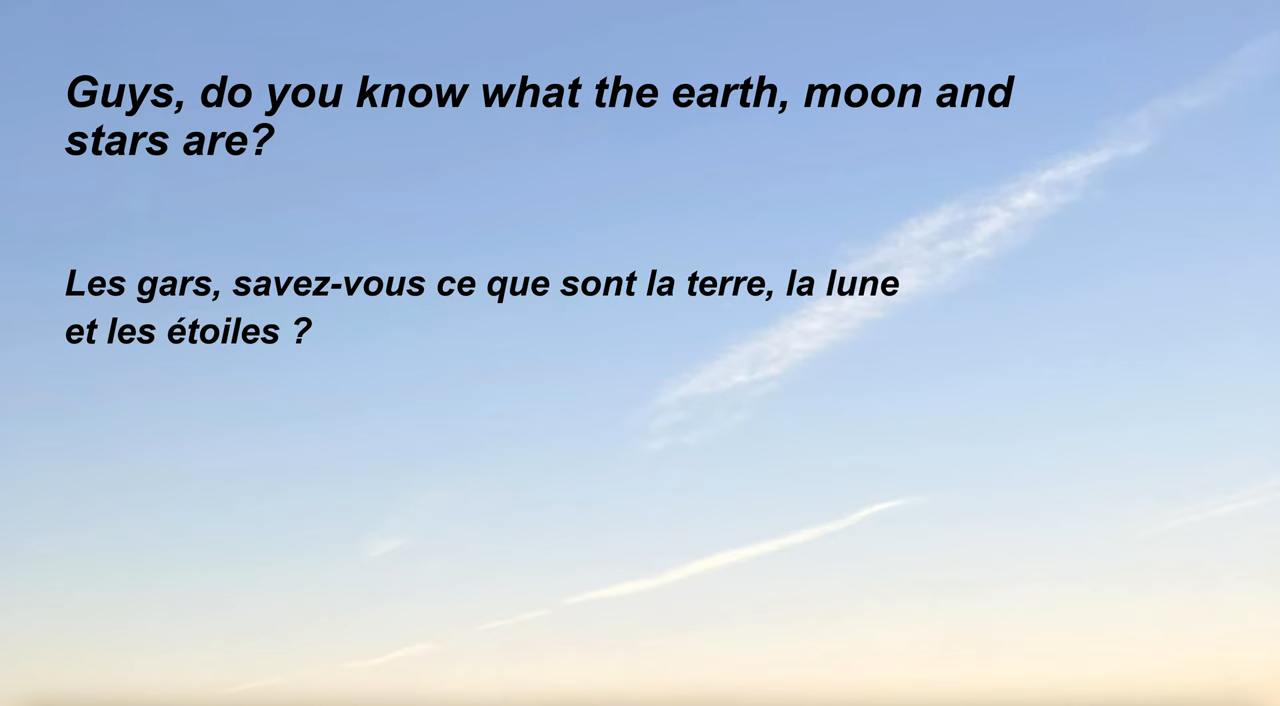 Guys, do you know what the earth, moon and
stars are?
Les gars, savez-vous ce que sont la terre, la lune
et les étoiles ?